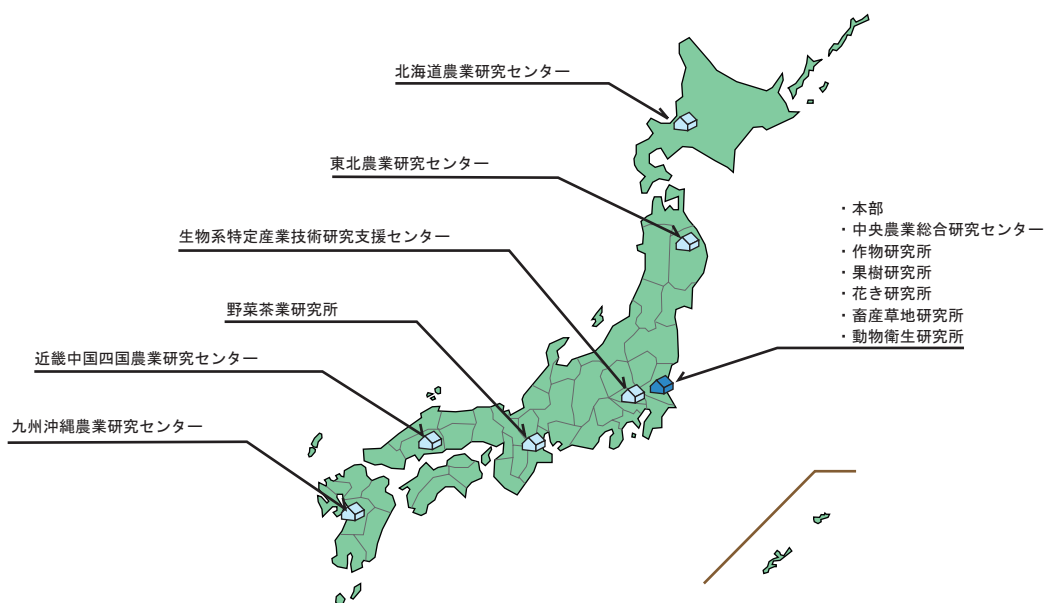 北海道農業研究センター
東北農業研究センター
生物系特定産業技術研究支援センター
野菜茶業研究所
近畿中国四国農業研究センター
九州沖縄農業研究センター
・本部
・中央農業総合研究センター
・作物研究所
・果樹研究所
・花き研究所
・畜産草地研究所
・動物衛生研究所